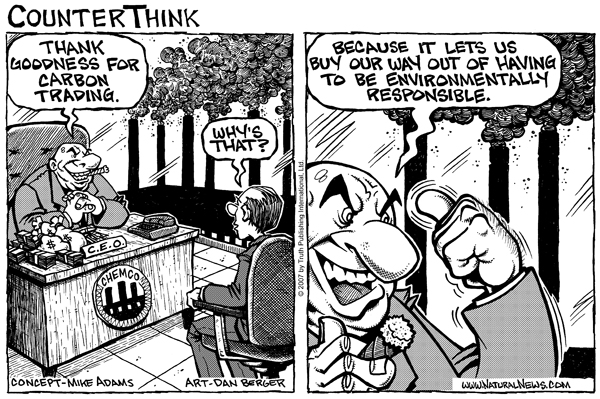 COUNTERTHINK
THANK
GOODNESS FOR
CARBON
TRADING.
WHY'S
THAT?
$
C.E.O.
CHEMCO
CONCEPT-MIKE ADAMS
ART-DAN BERGER
© 2007 by Truth Publishing International, Ltd.
BECAUSE IT LETS US
BUY OUR WAY OUT OF HAVING
TO BE ENVIRONMENTALLY
RESPONSIBLE.
WWW.NATURALNEWS.COM